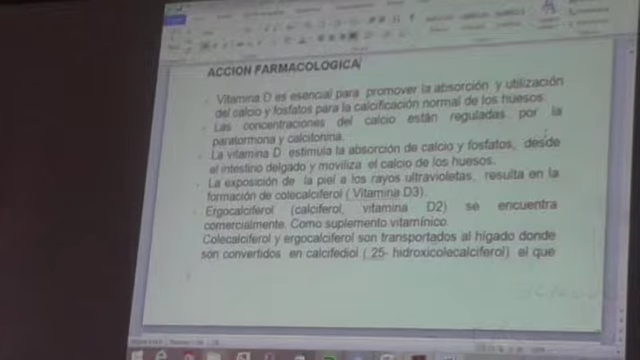 ACCION FARMACOLOGICA
Vitamina D es esencial para promover la absorción y utilización
del calcio y fosfatos para la calcificación normal de los huesos.
Las concentraciones del calcio están reguladas por la
paratormona y calcitonina.
La vitamina D estimula la absorción de calcio y fosfatos, desde
el intestino delgado y moviliza el calcio de los huesos.
La exposición de la piel a los rayos ultravioletas, resulta en la
formación de colecalciferol ( Vitamina D3).
Ergocalciferol (calciferol, vitamina D2) se encuentra
comercialmente. Como suplemento vitamínico.
Colecalciferol y ergocalciferol son transportados al hígado donde
son convertidos en calcifediol ( 25- hidroxicolecalciferol) el que